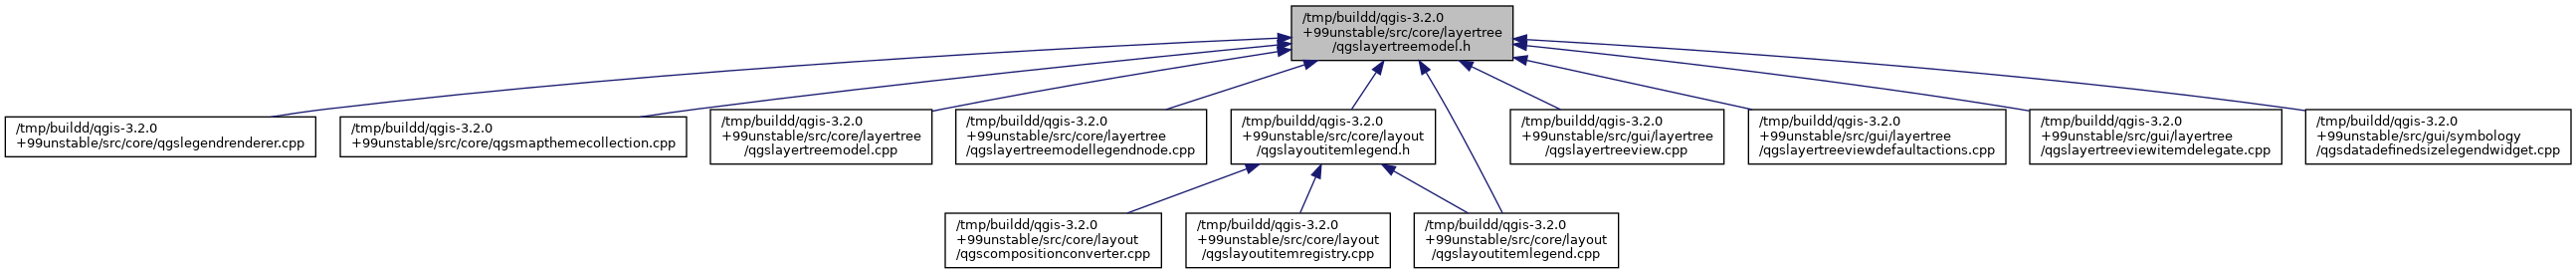 /tmp/buildd/qgis-3.2.0
+99unstable/src/core/layertree
/qgslayertreemodel.h
/tmp/buildd/qgis-3.2.0
+99unstable/src/core/qgslegendrenderer.cpp
/tmp/buildd/qgis-3.2.0
+99unstable/src/core/qgsmapthemecollection.cpp
/tmp/buildd/qgis-3.2.0
+99unstable/src/core/layertree
/qgslayertreemodel.cpp
/tmp/buildd/qgis-3.2.0
+99unstable/src/core/layertree
/qgslayertreemodellegendnode.cpp
/tmp/buildd/qgis-3.2.0
+99unstable/src/core/layout
/qgslayoutitemlegend.h
/tmp/buildd/qgis-3.2.0
+99unstable/src/gui/layertree
/qgslayertreeview.cpp
/tmp/buildd/qgis-3.2.0
+99unstable/src/gui/layertree
/qgslayertreeviewdefaultactions.cpp
/tmp/buildd/qgis-3.2.0
+99unstable/src/gui/layertree
/qgslayertreeviewitemdelegate.cpp
/tmp/buildd/qgis-3.2.0
+99unstable/src/gui/symbology
/qgsdatadefinedsizelegendwidget.cpp
/tmp/buildd/qgis-3.2.0
+99unstable/src/core/layout
/qgscompositionconverter.cpp
/tmp/buildd/qgis-3.2.0
+99unstable/src/core/layout
/qgslayoutitemregistry.cpp
/tmp/buildd/qgis-3.2.0
+99unstable/src/core/layout
/qgslayoutitemlegend.cpp